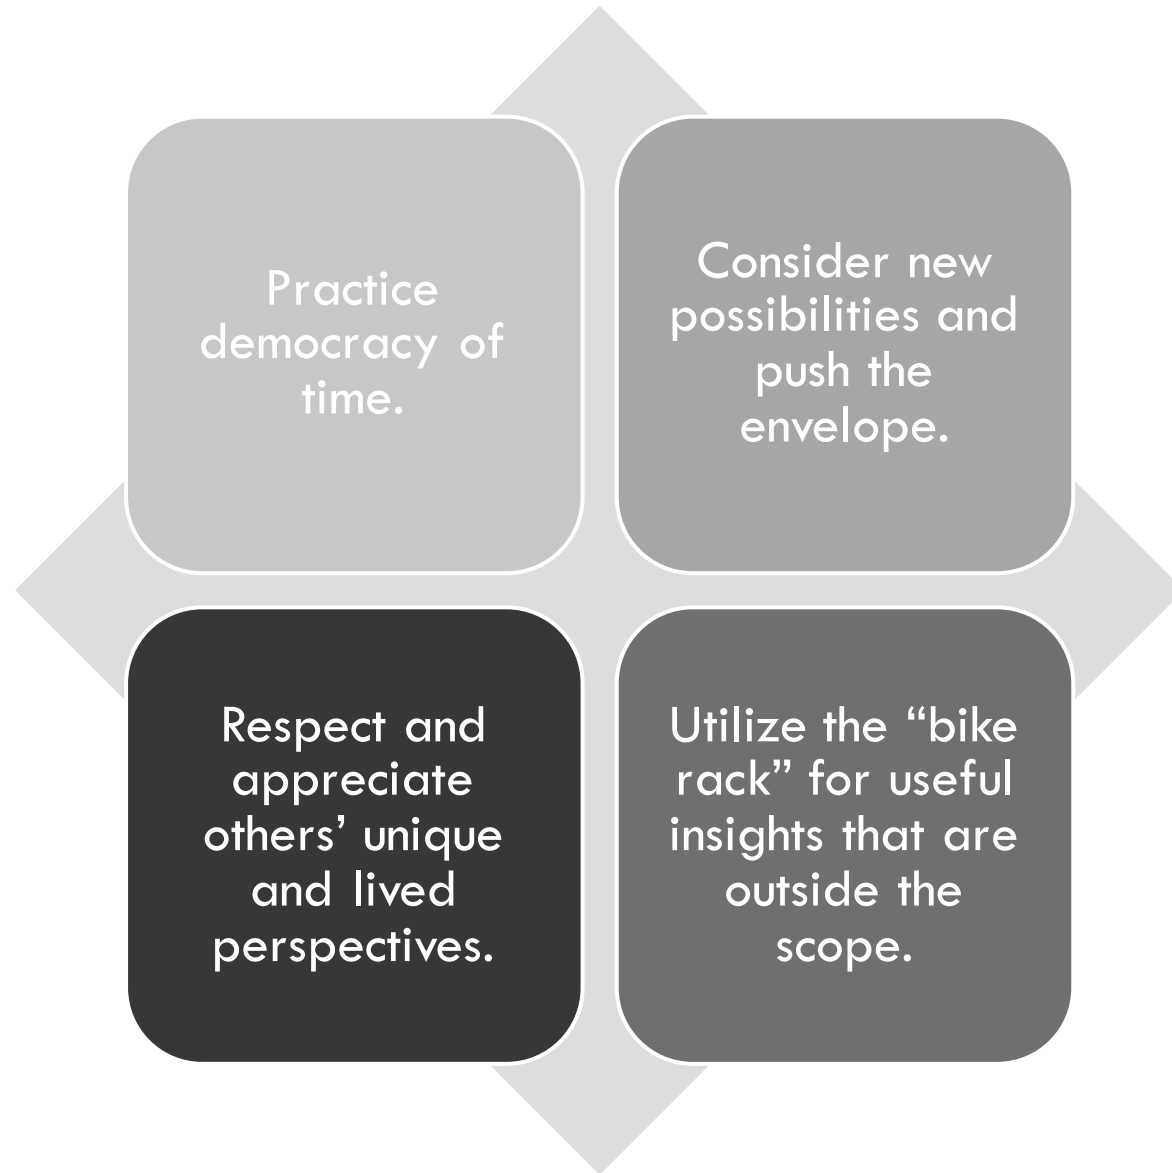 Practice
democracy of
time.
Consider new
possibilities and
push the
envelope.
Respect and
appreciate
others’ unique
and lived
perspectives.
Utilize the “bike
rack” for useful
insights that are
outside the
scope.